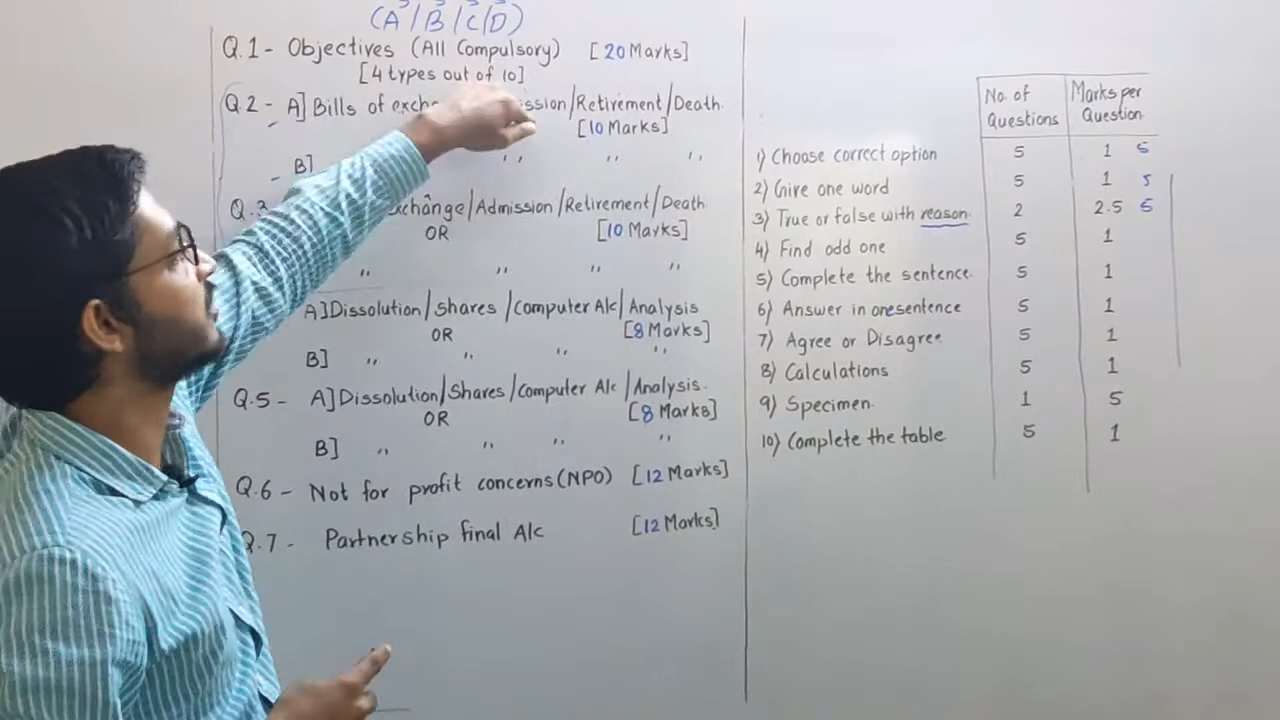 (A/B/C/D)
Q.1- Objectives (All Compulsory) [20 Marks]
[4 types out of 10]
Q.2- A] Bills of exch ssion/Retirement/Death.
[10 Marks]
B] " " "
Q.3 xchange/Admission/Retirement/Death
OR [10 Marks]
" " " "
A] Dissolution/Shares/Computer A/c/Analysis
OR [8 Marks]
B] " " " "
Q.5- A] Dissolution/Shares/Computer A/c/Analysis.
OR [8 Marks]
B] " " " "
Q.6- Not for profit concerns (NPO) [12 Marks]
Q.7- Partnership final A/c [12 Marks]
No. of Questions Marks per Question
1) Choose correct option 5 1 5
2) Give one word 5 1 5
3) True or false with reason. 2 2.5 5
4) Find odd one 5 1
5) Complete the sentence. 5 1
6) Answer in one sentence 5 1
7) Agree or Disagree 5 1
8) Calculations 5 1
9) Specimen. 1 5
10) Complete the table 5 1